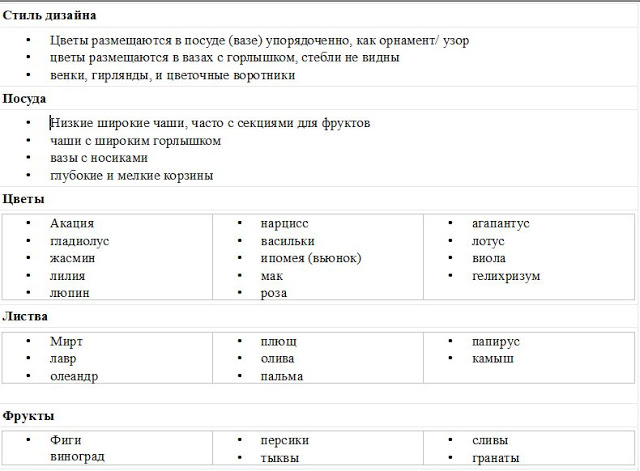 Стиль дизайна
• Цветы размещаются в посуде (вазе) упорядоченно, как орнамент/ узор
• цветы размещаются в вазах с горлышком, стебли не видны
• венки, гирлянды, и цветочные воротники
Посуда
• Низкие широкие чаши, часто с секциями для фруктов
• чаши с широким горлышком
• вазы с носиками
• глубокие и мелкие корзины
Цветы
• Акация
• гладиолус
• жасмин
• лилия
• люпин
• нарцисс
• васильки
• ипомея (вьюнок)
• мак
• роза
• агапантус
• лотус
• виола
• гелихризум
Листва
• Мирт
• лавр
• олеандр
• плющ
• олива
• пальма
• папирус
• камыш
Фрукты
• Фиги
виноград
• персики
• тыквы
• сливы
• гранаты